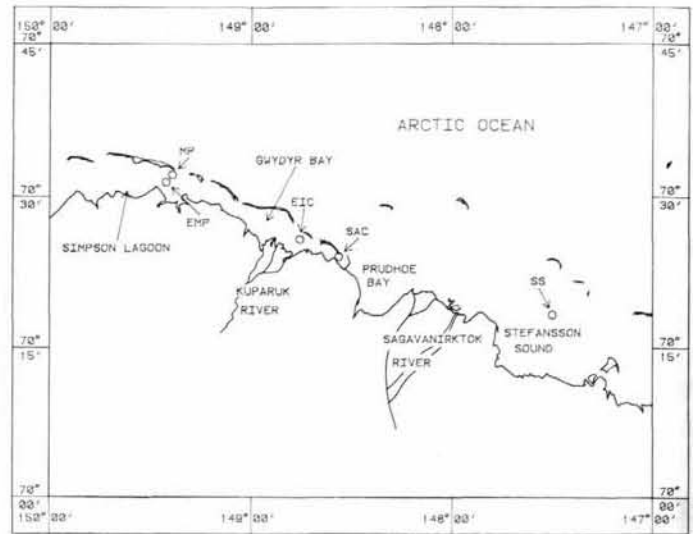 150° 00'
149° 00'
148° 00'
147° 00'
70°
45'
70°
45'
ARCTIC OCEAN
MP
GWYDYR BAY
70°
30'
70°
30'
EIC
EMP
SAC
SIMPSON LAGOON
PRUDHOE
BAY
SS
KUPARUK
RIVER
STEFANSSON
SOUND
SAGAVANIRKTOK
RIVER
70°
15'
70°
15'
70°
00'
70°
00'
150° 00'
149° 00'
148° 00'
147° 00'